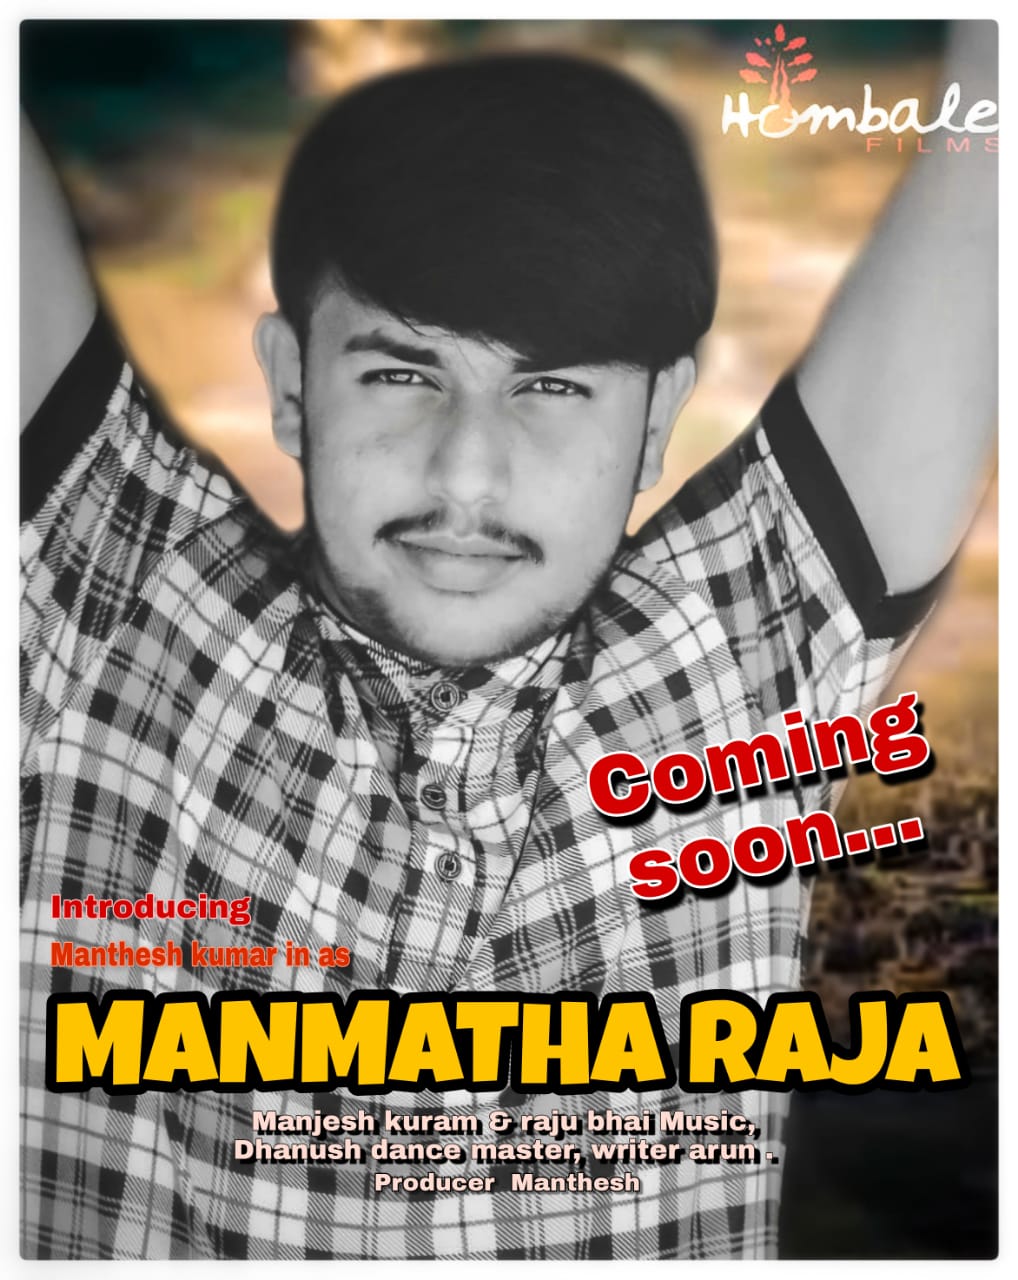 Hombale
FILMS
Coming
soon...
Introducing
Manthesh kumar in as
MANMATHA RAJA
Manjesh kuram & raju bhai Music,
Dhanush dance master, writer arun .
Producer Manthesh